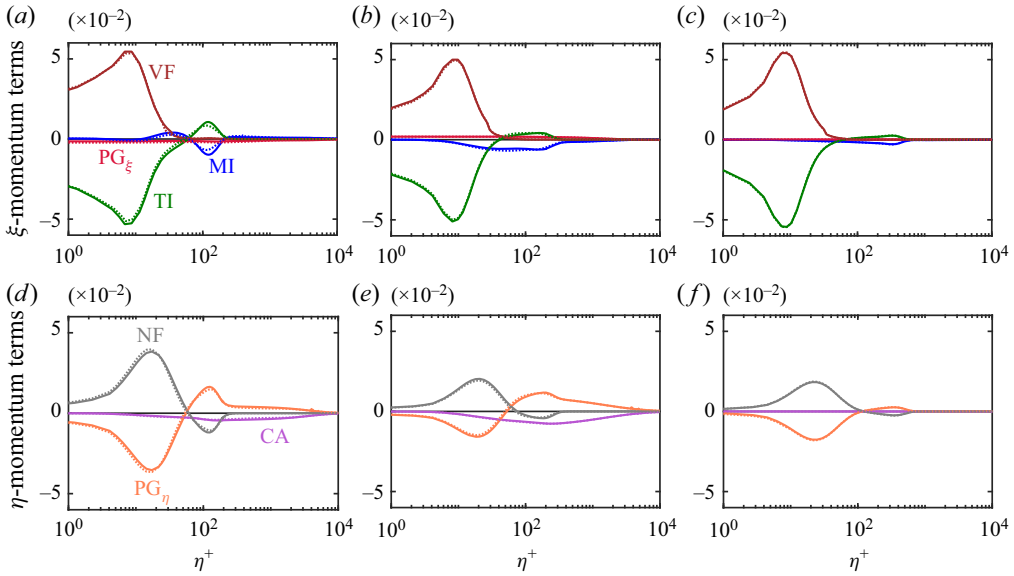 (a) (×10⁻²) (b) (×10⁻²) (c) (×10⁻²)
5 5 5
VF
ξ-momentum terms
0 0 0
PGξ MI
TI
−5 −5 −5
10⁰ 10² 10⁴ 10⁰ 10² 10⁴ 10⁰ 10² 10⁴
(d) (×10⁻²) (e) (×10⁻²) (f) (×10⁻²)
5 5 5
NF
η-momentum terms
0 0 0
CA
PGη
−5 −5 −5
10⁰ 10² 10⁴ 10⁰ 10² 10⁴ 10⁰ 10² 10⁴
η⁺ η⁺ η⁺